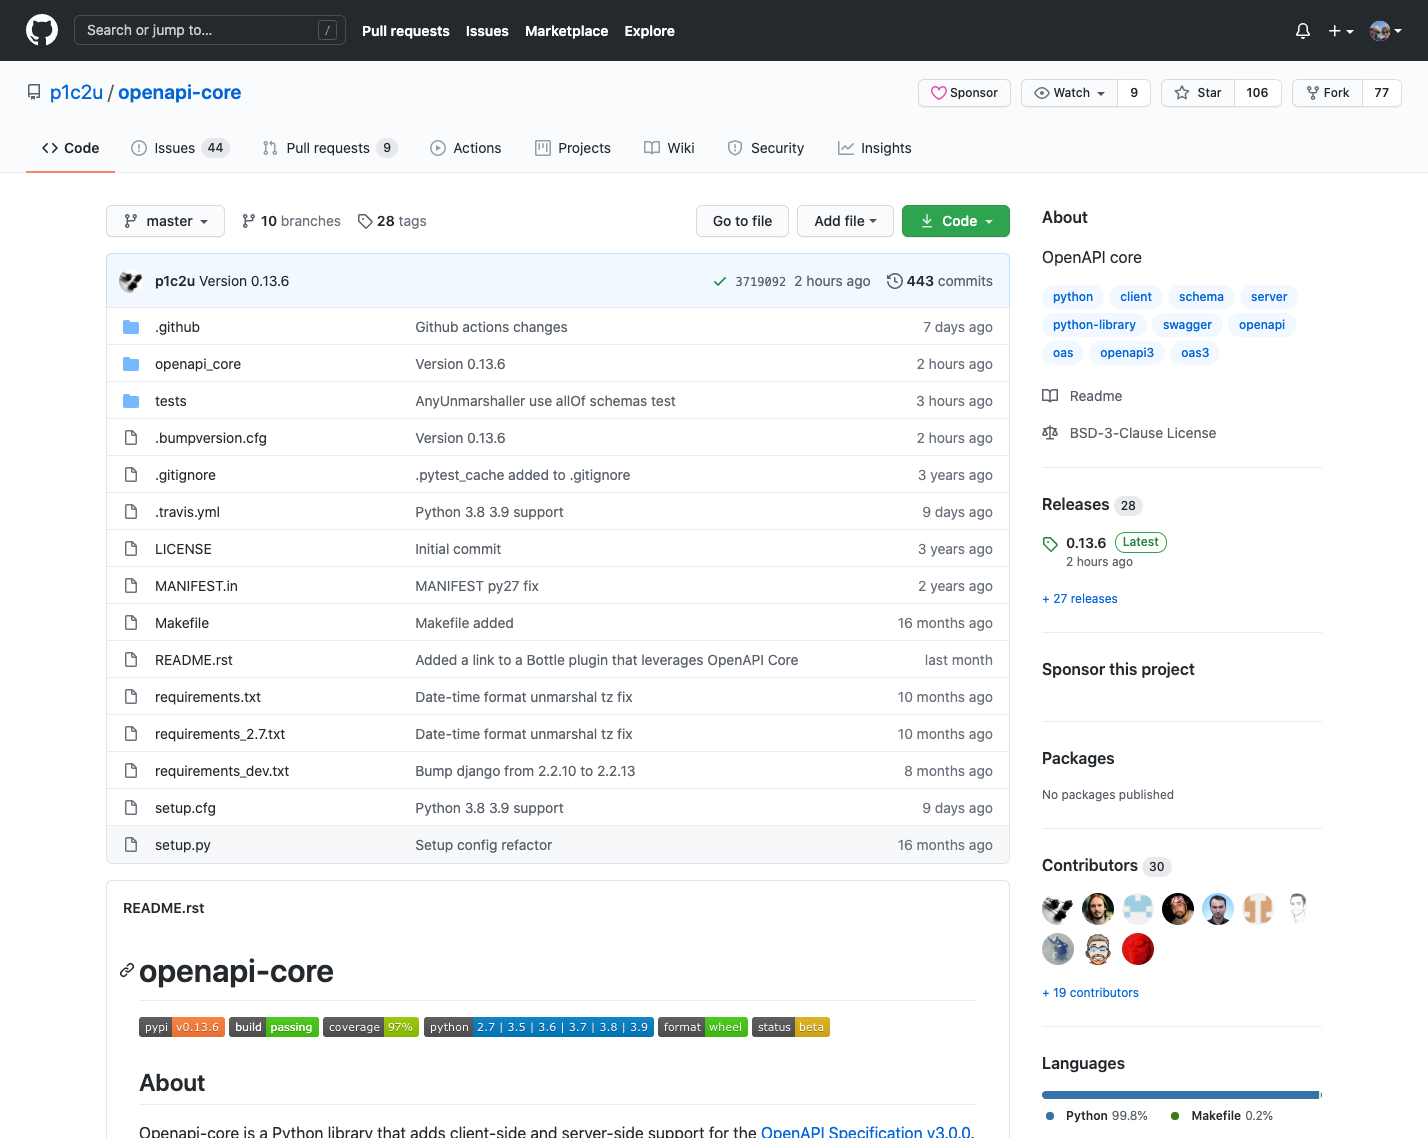 Search or jump to... /
Pull requests Issues Marketplace Explore
p1c2u / openapi-core
Sponsor Watch 9 Star 106 Fork 77
Code Issues 44 Pull requests 9 Actions Projects Wiki Security Insights
master 10 branches 28 tags Go to file Add file Code
p1c2u Version 0.13.6 3719092 2 hours ago 443 commits
.github Github actions changes 7 days ago
openapi_core Version 0.13.6 2 hours ago
tests AnyUnmarshaller use allOf schemas test 3 hours ago
.bumpversion.cfg Version 0.13.6 2 hours ago
.gitignore .pytest_cache added to .gitignore 3 years ago
.travis.yml Python 3.8 3.9 support 9 days ago
LICENSE Initial commit 3 years ago
MANIFEST.in MANIFEST py27 fix 2 years ago
Makefile Makefile added 16 months ago
README.rst Added a link to a Bottle plugin that leverages OpenAPI Core last month
requirements.txt Date-time format unmarshal tz fix 10 months ago
requirements_2.7.txt Date-time format unmarshal tz fix 10 months ago
requirements_dev.txt Bump django from 2.2.10 to 2.2.13 8 months ago
setup.cfg Python 3.8 3.9 support 9 days ago
setup.py Setup config refactor 16 months ago
README.rst
openapi-core
pypi v0.13.6 build passing coverage 97% python 2.7 | 3.5 | 3.6 | 3.7 | 3.8 | 3.9 format wheel status beta
About
Openapi-core is a Python library that adds client-side and server-side support for the OpenAPI Specification v3.0.0.
About
OpenAPI core
python client schema server
python-library swagger openapi
oas openapi3 oas3
Readme
BSD-3-Clause License
Releases 28
0.13.6 Latest
2 hours ago
+ 27 releases
Sponsor this project
Packages
No packages published
Contributors 30
+ 19 contributors
Languages
Python 99.8% Makefile 0.2%